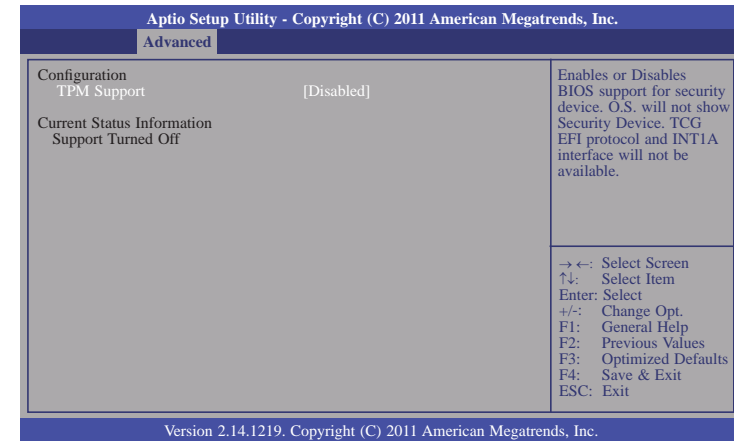 Aptio Setup Utility - Copyright (C) 2011 American Megatrends, Inc.
Advanced
Configuration
TPM Support [Disabled]
Current Status Information
Support Turned Off
Enables or Disables
BIOS support for security
device. O.S. will not show
Security Device. TCG
EFI protocol and INT1A
interface will not be
available.
→←: Select Screen
↑↓: Select Item
Enter: Select
+/-: Change Opt.
F1: General Help
F2: Previous Values
F3: Optimized Defaults
F4: Save & Exit
ESC: Exit
Version 2.14.1219. Copyright (C) 2011 American Megatrends, Inc.